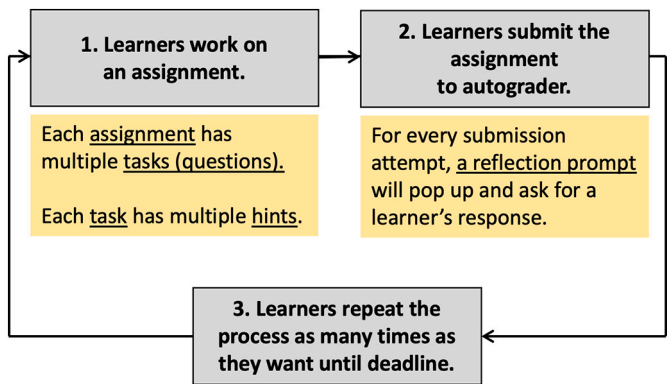 1. Learners work on
an assignment.
2. Learners submit the
assignment
to autograder.
Each assignment has
multiple tasks (questions).
Each task has multiple hints.
For every submission
attempt, a reflection prompt
will pop up and ask for a
learner's response.
3. Learners repeat the
process as many times as
they want until deadline.